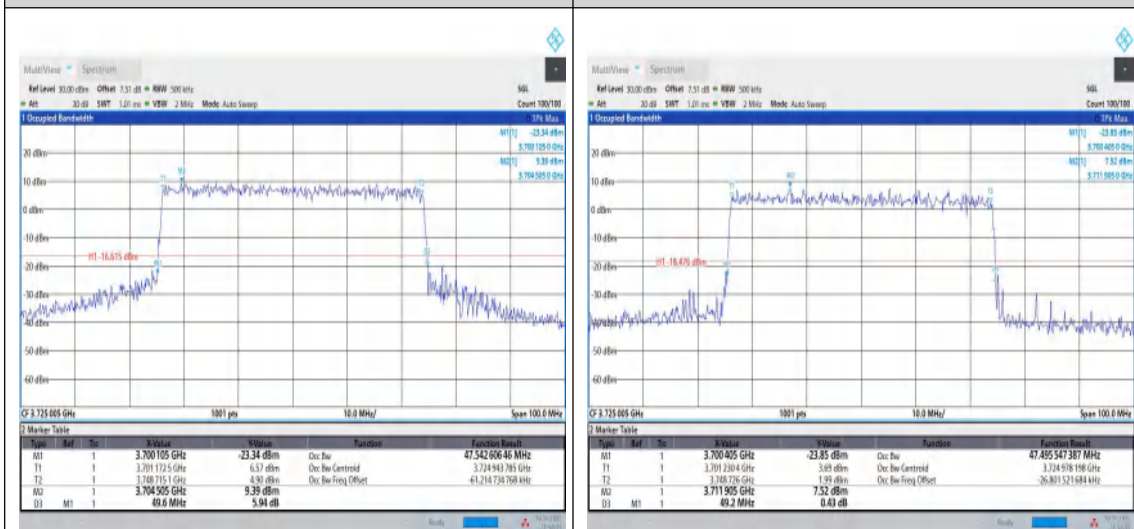 MultiView Spectrum
Ref Level 30.00 dBm Offset 7.51 dB RBW 500 kHz SGL
Att 30 dB SWT 1.01 ms VBW 2 MHz Mode Auto Sweep Count 100/100
1 Occupied Bandwidth 1Pk Max
M1[1] -23.34 dBm
3.700 105 0 GHz
M2[1] 9.39 dBm
3.704 505 0 GHz
20 dBm
10 dBm
0 dBm
-10 dBm
H1 -16.615 dBm
-20 dBm
-30 dBm
-40 dBm
-50 dBm
-60 dBm
T1
M2
T2
CF 3.725 005 GHz 1001 pts 10.0 MHz/ Span 100.0 MHz
2 Marker Table
Type Ref Trc X-Value Y-Value Function Function Result
M1 1 3.700105 GHz -23.34 dBm Occ Bw 47.542 606 46 MHz
T1 1 3.701 172 5 GHz 6.57 dBm Occ Bw Centroid 3.724 943 785 GHz
T2 1 3.748 715 1 GHz 4.90 dBm Occ Bw Freq Offset -61.214 734 768 kHz
M2 1 3.704 505 GHz 9.39 dBm
D3 M1 1 49.6 MHz 5.94 dB
Ready
MultiView Spectrum
Ref Level 30.00 dBm Offset 7.51 dB RBW 500 kHz SGL
Att 30 dB SWT 1.01 ms VBW 2 MHz Mode Auto Sweep Count 100/100
1 Occupied Bandwidth 1Pk Max
M1[1] -23.85 dBm
3.700 405 0 GHz
M2[1] 7.52 dBm
3.711 905 0 GHz
20 dBm
10 dBm
0 dBm
-10 dBm
H1 -18.476 dBm
-20 dBm
-30 dBm
-40 dBm
-50 dBm
-60 dBm
T1
M2
T2
CF 3.725 005 GHz 1001 pts 10.0 MHz/ Span 100.0 MHz
2 Marker Table
Type Ref Trc X-Value Y-Value Function Function Result
M1 1 3.700405 GHz -23.85 dBm Occ Bw 47.495 547 387 MHz
T1 1 3.701 230 4 GHz 3.69 dBm Occ Bw Centroid 3.724 978 198 GHz
T2 1 3.748 726 GHz 1.99 dBm Occ Bw Freq Offset -26.801 521 684 kHz
M2 1 3.711 905 GHz 7.52 dBm
D3 M1 1 49.2 MHz 0.43 dB
Ready